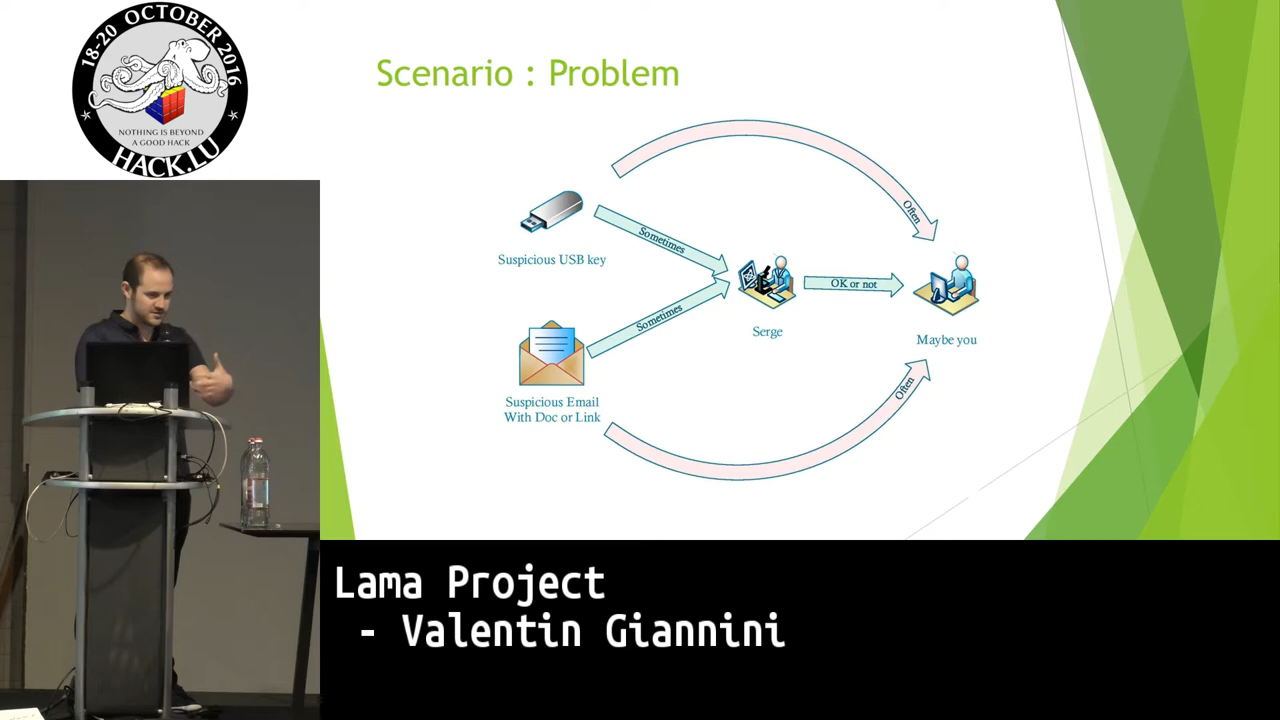 18-20 OCTOBER 2016
NOTHING IS BEYOND
A GOOD HACK
HACK.LU
Scenario : Problem
Often
Sometimes
Suspicious USB key
OK or not
Serge
Maybe you
Sometimes
Often
Suspicious Email
With Doc or Link
Lama Project
- Valentin Giannini